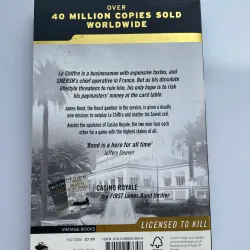 OVER
40 MILLION COPIES SOLD
WORLDWIDE
Le Chiffre is a businessman with expensive tastes, and
SMERSH's chief operative in France. But as his dissolute
lifestyle threatens to ruin him, his only hope is to risk
his paymasters' money at the card table.
James Bond, the finest gambler in the service, is given a deadly
new mission: to outplay Le Chiffre and shatter his Soviet cell.
Amidst the opulence of Casino Royale, the two men face each
other for a game with the highest stakes of all.
'Bond is a hero for all time'
Jeffery Deaver
CASINO ROYALE
the FIRST James Bond thriller
VINTAGE BOOKS
LICENSED TO KILL
FICTION £7.99
ISBN